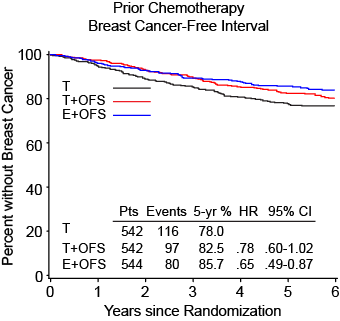 Prior Chemotherapy
Breast Cancer-Free Interval
Percent without Breast Cancer
100
80
60
40
20
0
T
T+OFS
E+OFS
Pts Events 5-yr % HR 95% CI
T 542 116 78.0
T+OFS 542 97 82.5 .78 .60-1.02
E+OFS 544 80 85.7 .65 .49-0.87
0 1 2 3 4 5 6
Years since Randomization